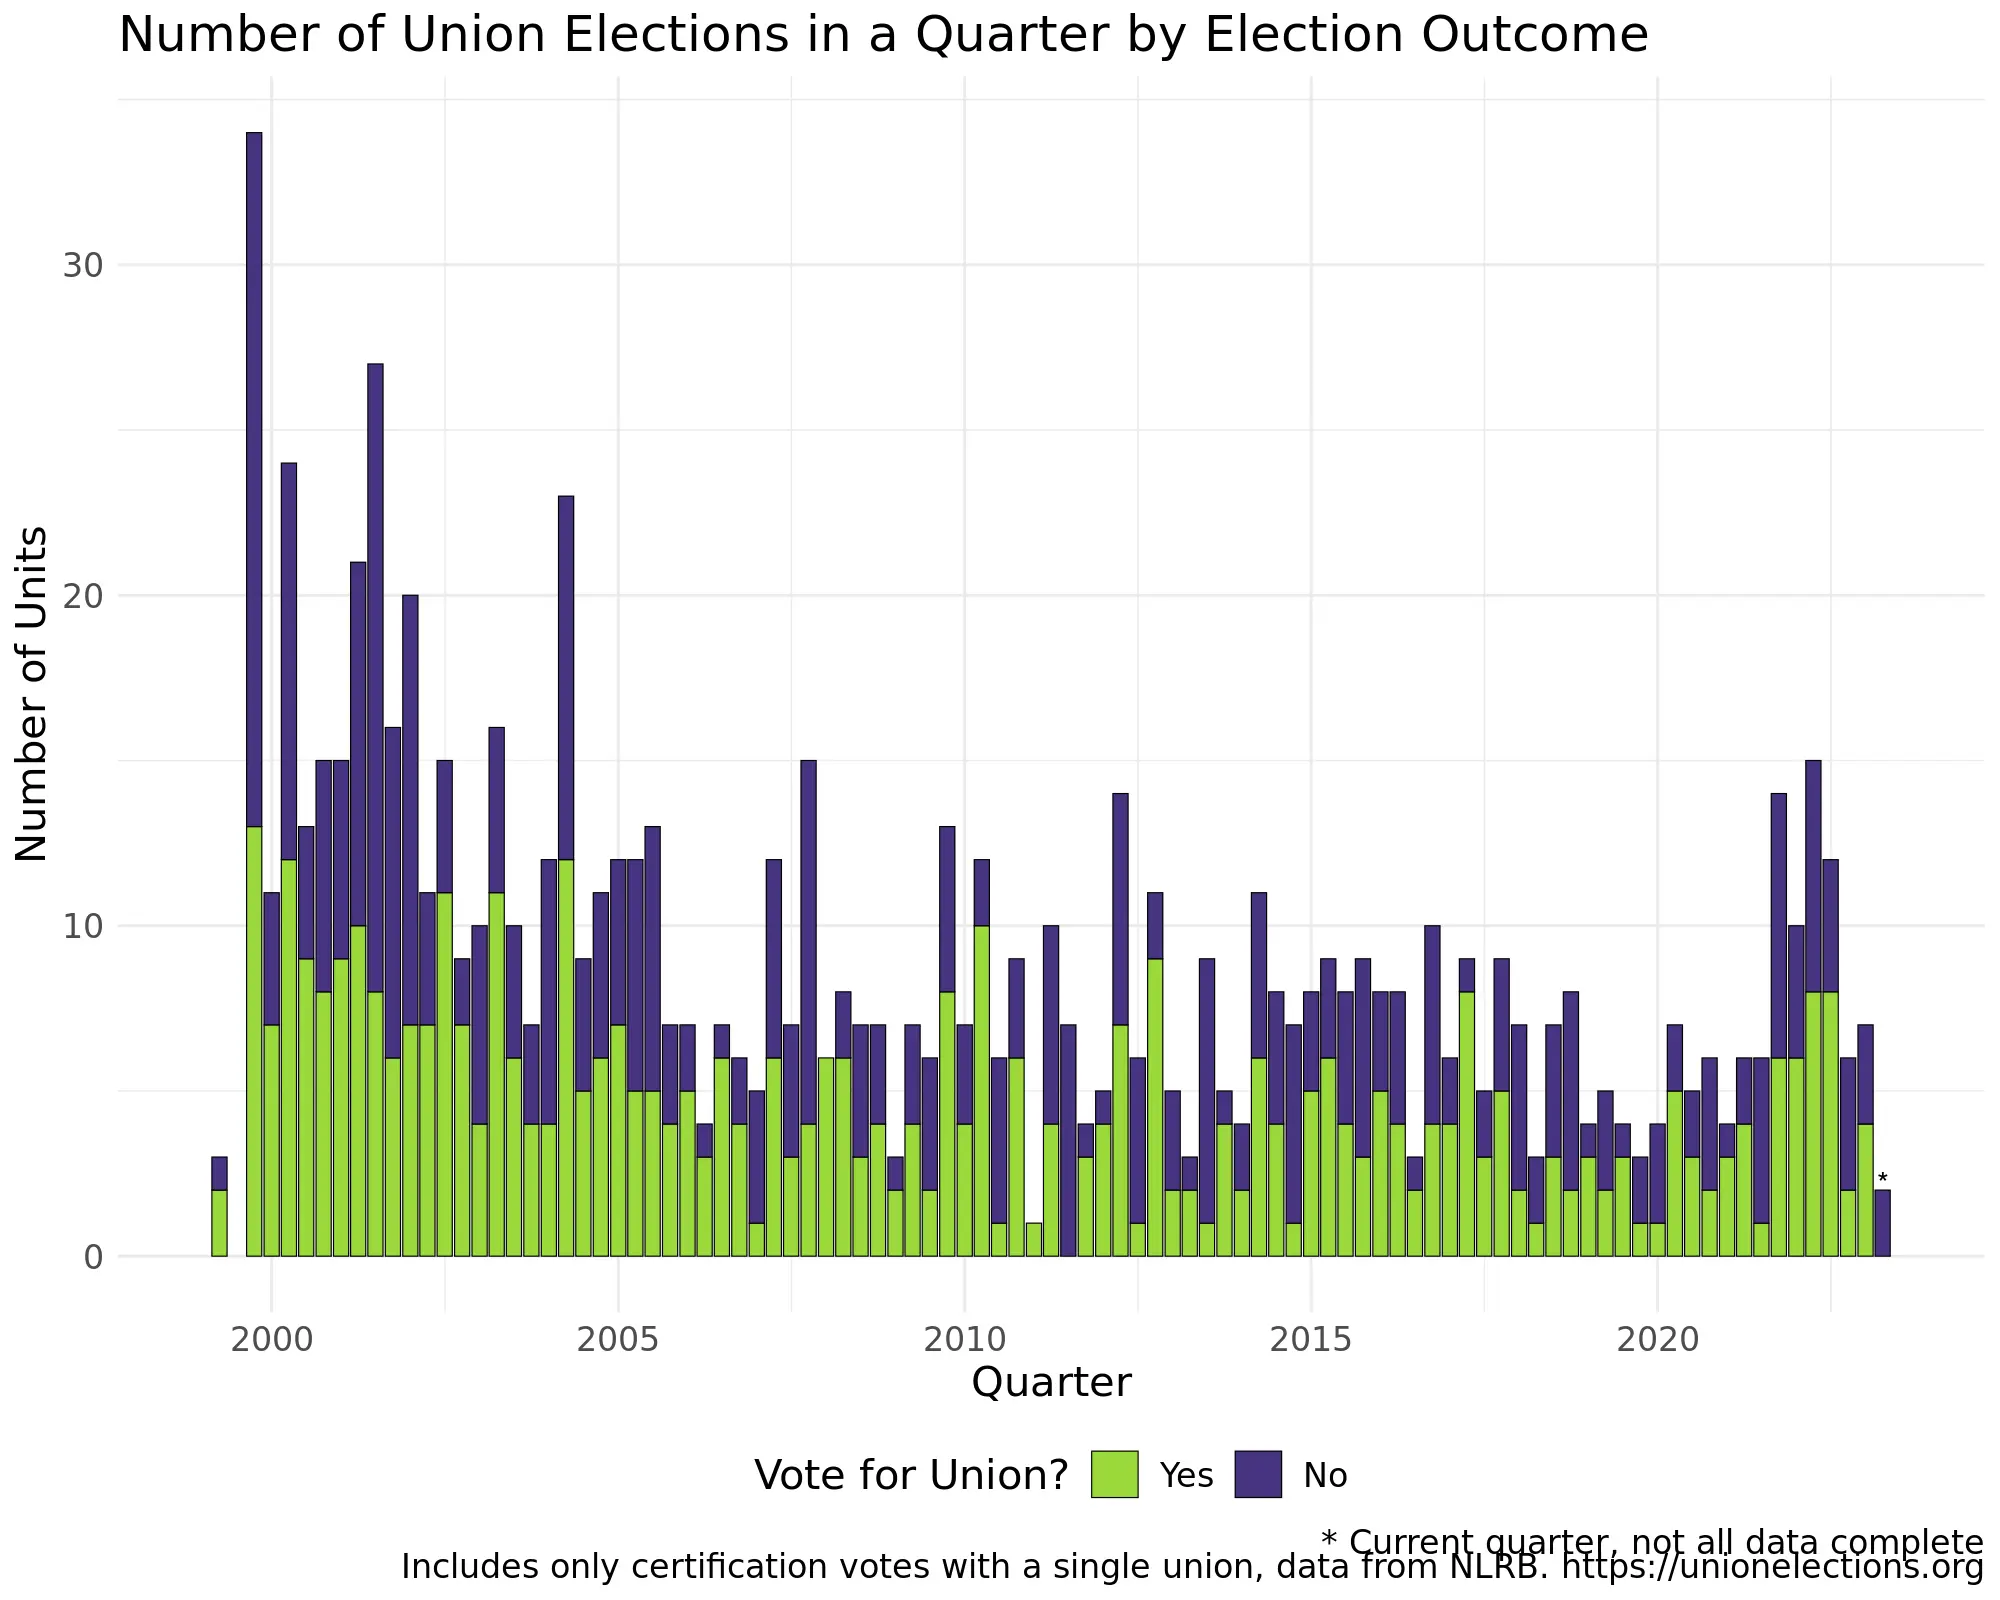 Number of Union Elections in a Quarter by Election Outcome
Number of Units
30
20
10
0
*
2000 2005 2010 2015 2020
Quarter
Vote for Union? Yes No
* Current quarter, not all data complete
Includes only certification votes with a single union, data from NLRB. https://unionelections.org